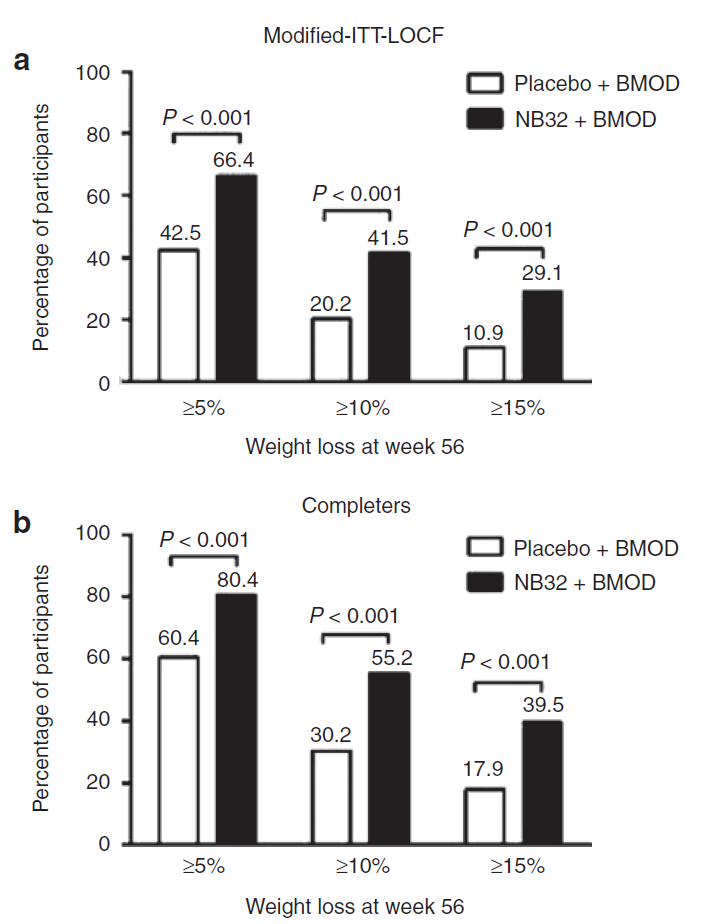 Modified-ITT-LOCF
a
Percentage of participants
100
80
60
40
20
0
Placebo + BMOD
NB32 + BMOD
P < 0.001
42.5
66.4
P < 0.001
20.2
41.5
P < 0.001
10.9
29.1
≥5%
≥10%
≥15%
Weight loss at week 56
Completers
b
Percentage of participants
100
80
60
40
20
0
Placebo + BMOD
NB32 + BMOD
P < 0.001
60.4
80.4
P < 0.001
30.2
55.2
P < 0.001
17.9
39.5
≥5%
≥10%
≥15%
Weight loss at week 56